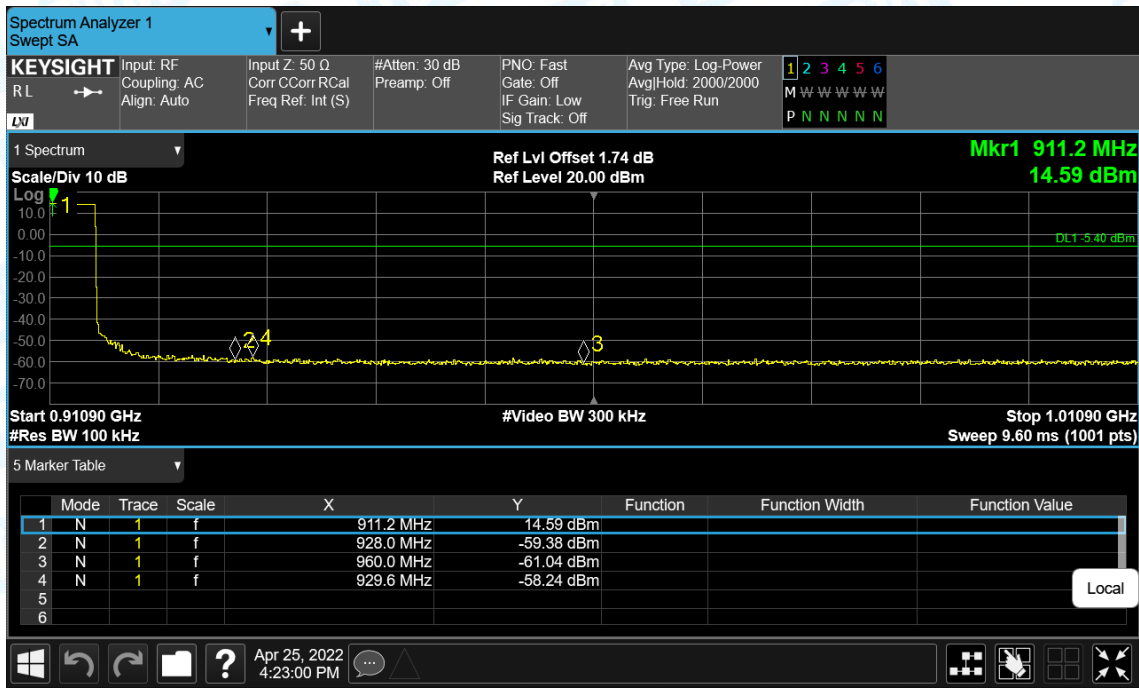 Spectrum Analyzer 1
Swept SA
KEYSIGHT
R L
LXI
Input: RF
Coupling: AC
Align: Auto
Input Z: 50 Ω
Corr CCorr RCal
Freq Ref: Int (S)
#Atten: 30 dB
Preamp: Off
PNO: Fast
Gate: Off
IF Gain: Low
Sig Track: Off
Avg Type: Log-Power
Avg|Hold: 2000/2000
Trig: Free Run
1 2 3 4 5 6
M W W W W W
P N N N N N
1 Spectrum
Scale/Div 10 dB
Ref Lvl Offset 1.74 dB
Ref Level 20.00 dBm
Mkr1 911.2 MHz
14.59 dBm
Log
10.0
0.00
-10.0
-20.0
-30.0
-40.0
-50.0
-60.0
-70.0
1
2
4
3
DL1 -5.40 dBm
Start 0.91090 GHz
#Res BW 100 kHz
#Video BW 300 kHz
Stop 1.01090 GHz
Sweep 9.60 ms (1001 pts)
5 Marker Table
Mode Trace Scale X Y Function Function Width Function Value
1 N 1 f 911.2 MHz 14.59 dBm
2 N 1 f 928.0 MHz -59.38 dBm
3 N 1 f 960.0 MHz -61.04 dBm
4 N 1 f 929.6 MHz -58.24 dBm
5
6
Local
?
Apr 25, 2022
4:23:00 PM